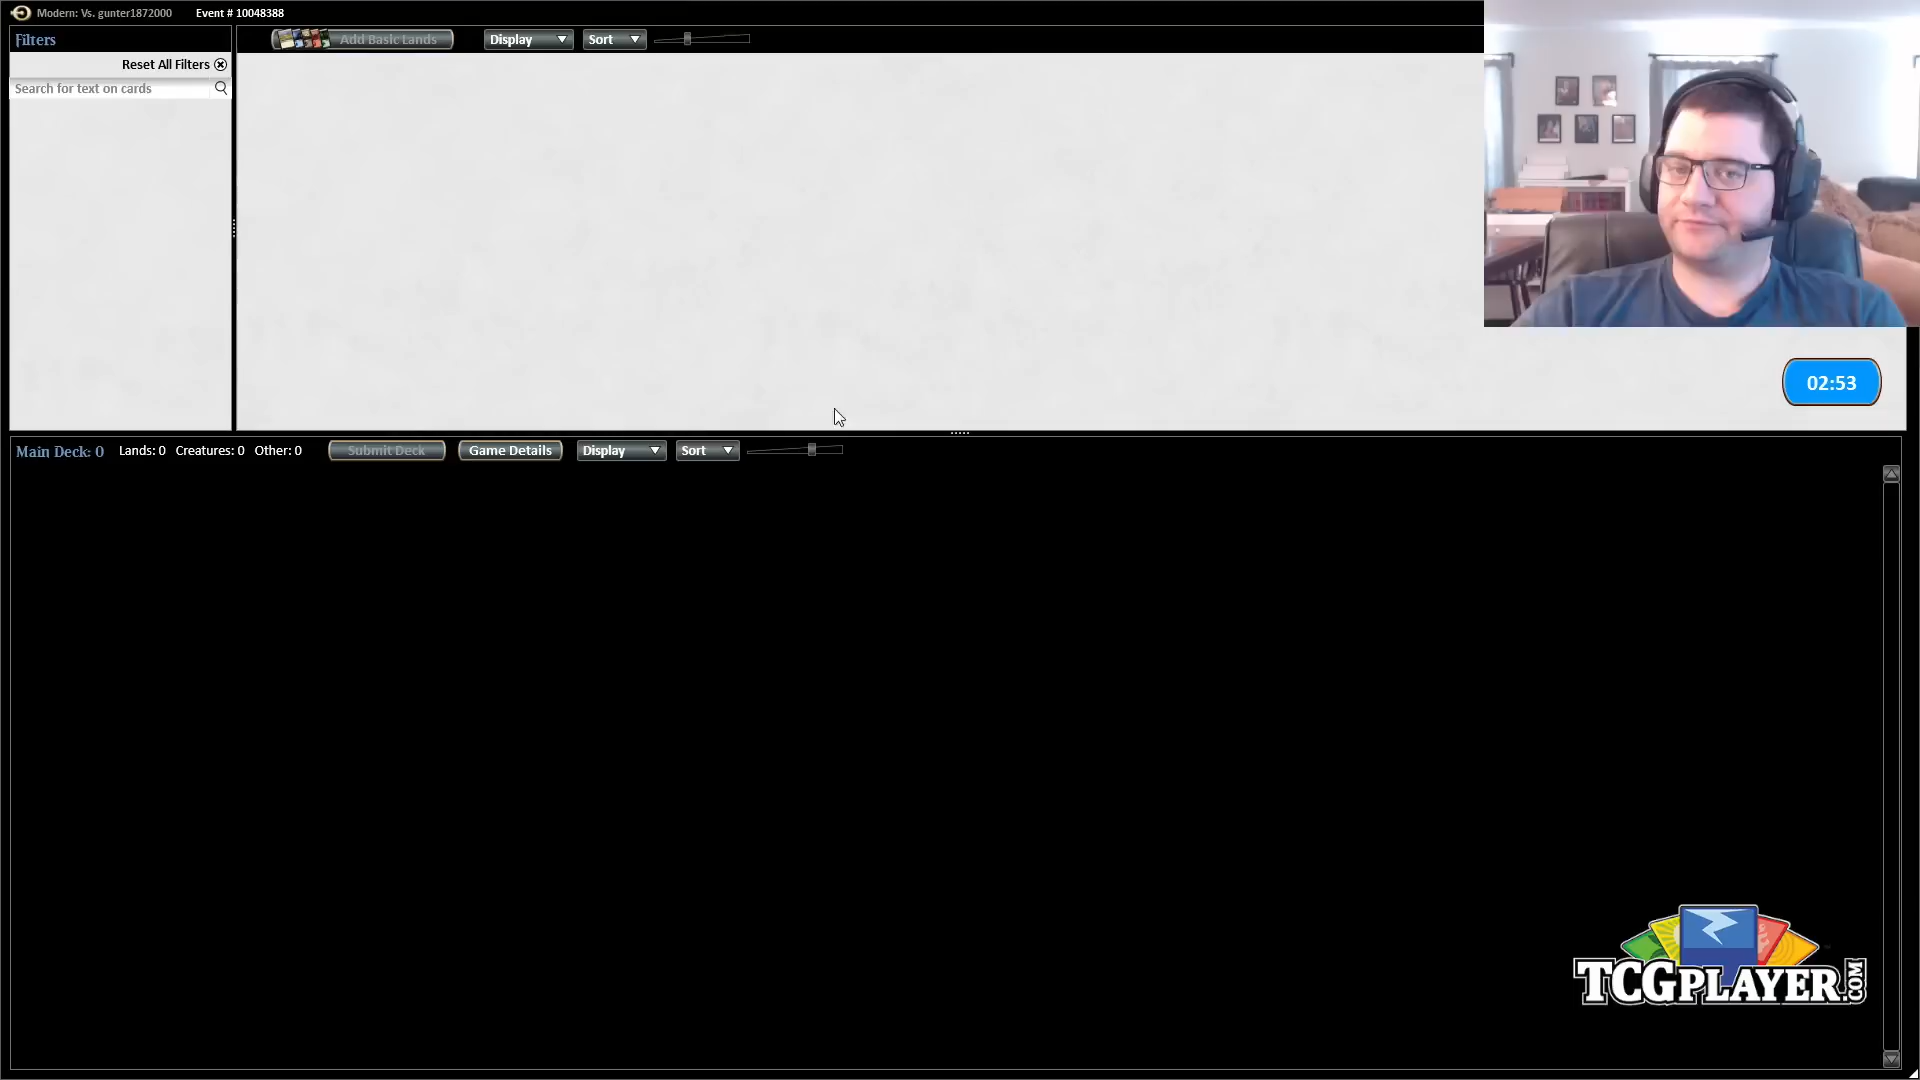 Modern: Vs. gunter1872000 Event # 10048388
Filters
Add Basic Lands Display Sort
Reset All Filters
Search for text on cards
02:53
Main Deck: 0 Lands: 0 Creatures: 0 Other: 0 Submit Deck Game Details Display Sort
TCGPLAYER.COM